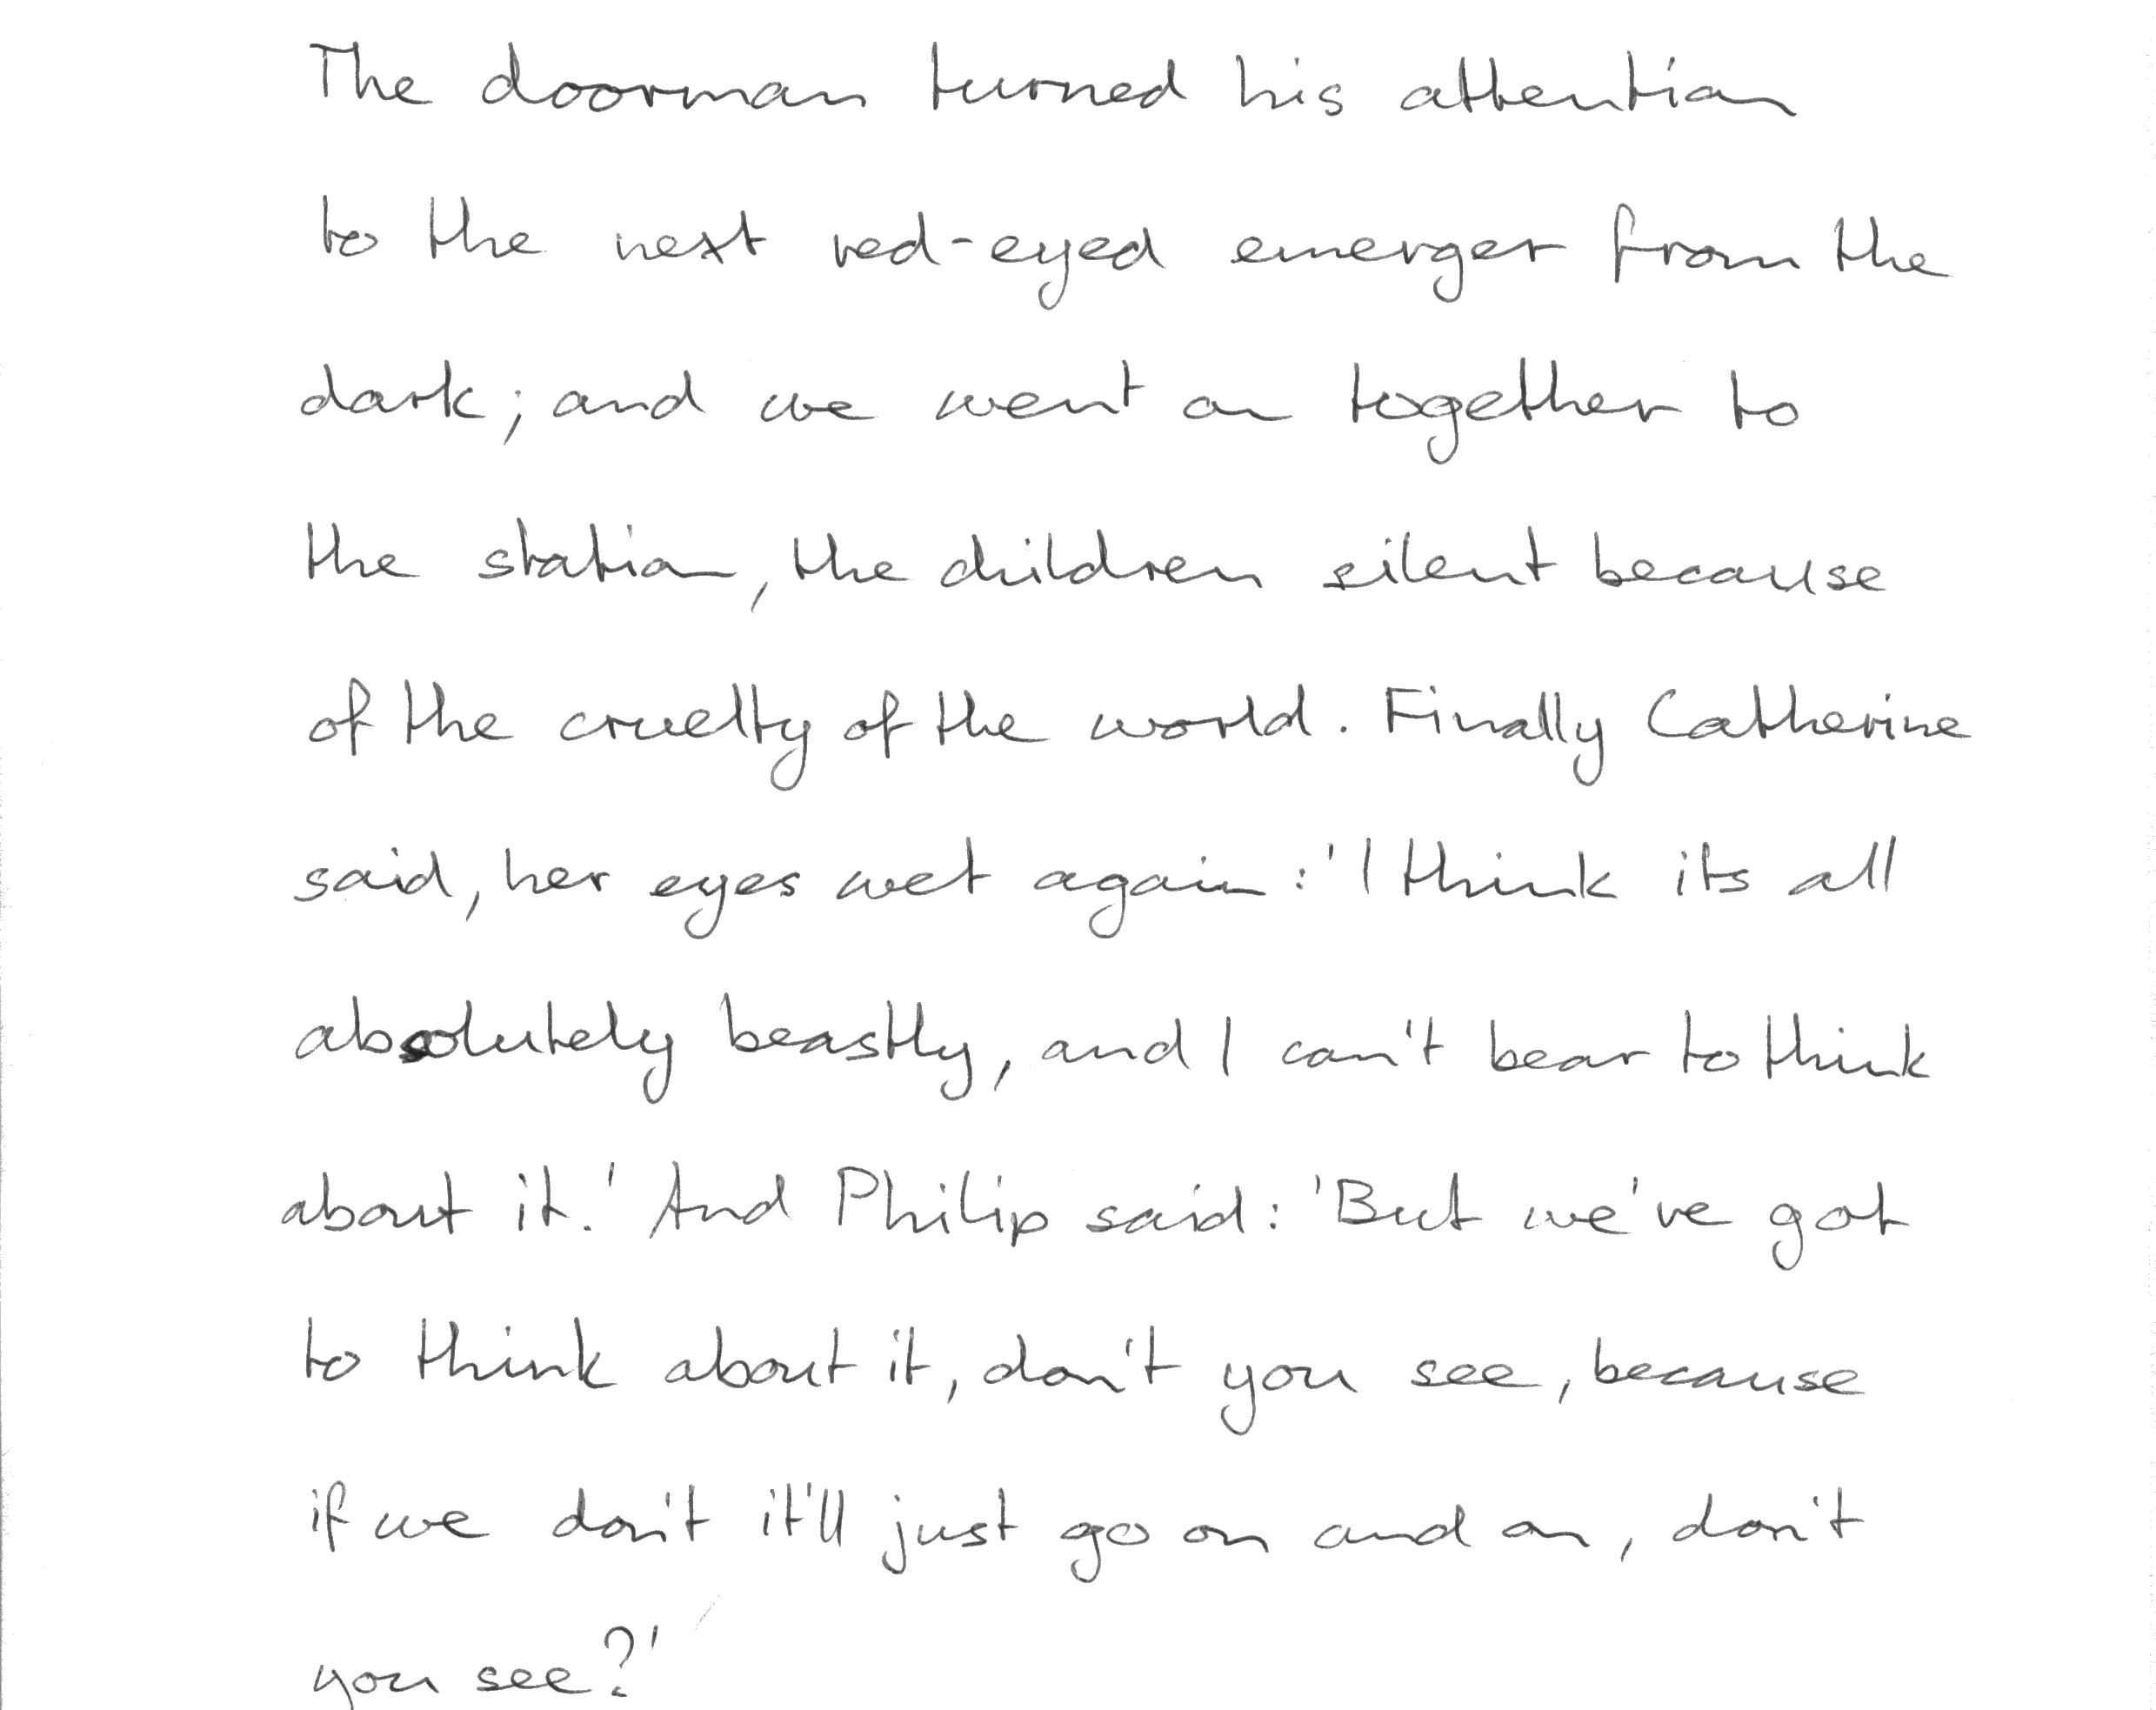 The doorman turned his attention
to the next red-eyed emerger from the
dark; and we went on together to
the station, the children silent because
of the cruelty of the world. Finally Catherine
said, her eyes wet again: 'I think its all
absolutely beastly, and I can't bear to think
about it.' And Philip said: 'But we've got
to think about it, don't you see, because
if we don't it'll just go on and on, don't
you see?'